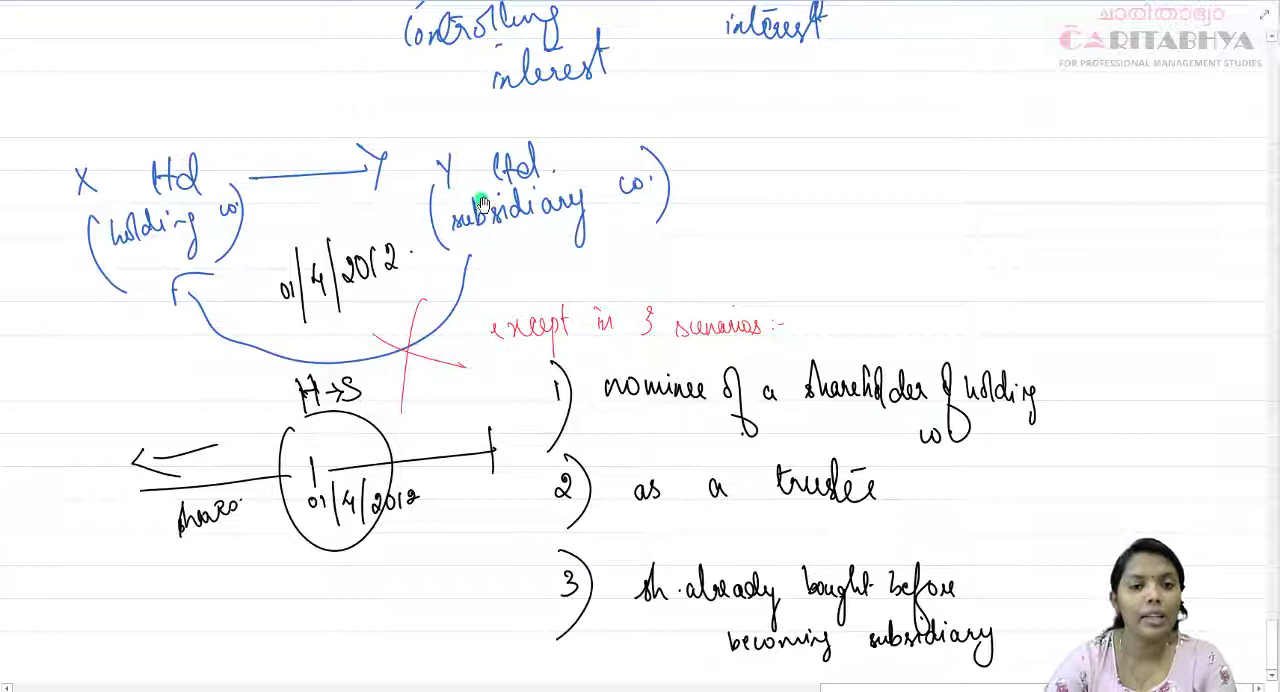 controlling interest
interest
ചാരിതാഭ്യാ
CARITABHYA
FOR PROFESSIONAL MANAGEMENT STUDIES
X Ltd Y Ltd.
(holding co.) (subsidiary co.)
01/4/2012.
except in 3 scenarios:-
H→S
1) nominee of a shareholder of holding
co
01/4/2012
shares.
2) as a trustee
3) sh. already bought before
becoming subsidiary